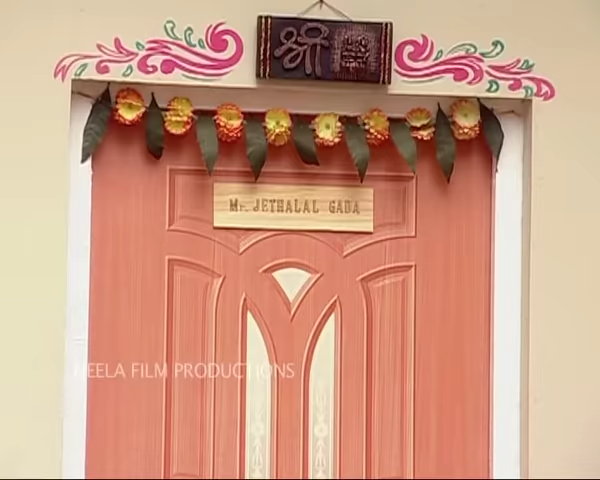 श्री
Mr. JETHALAL GADA
NEELA FILM PRODUCTIONS